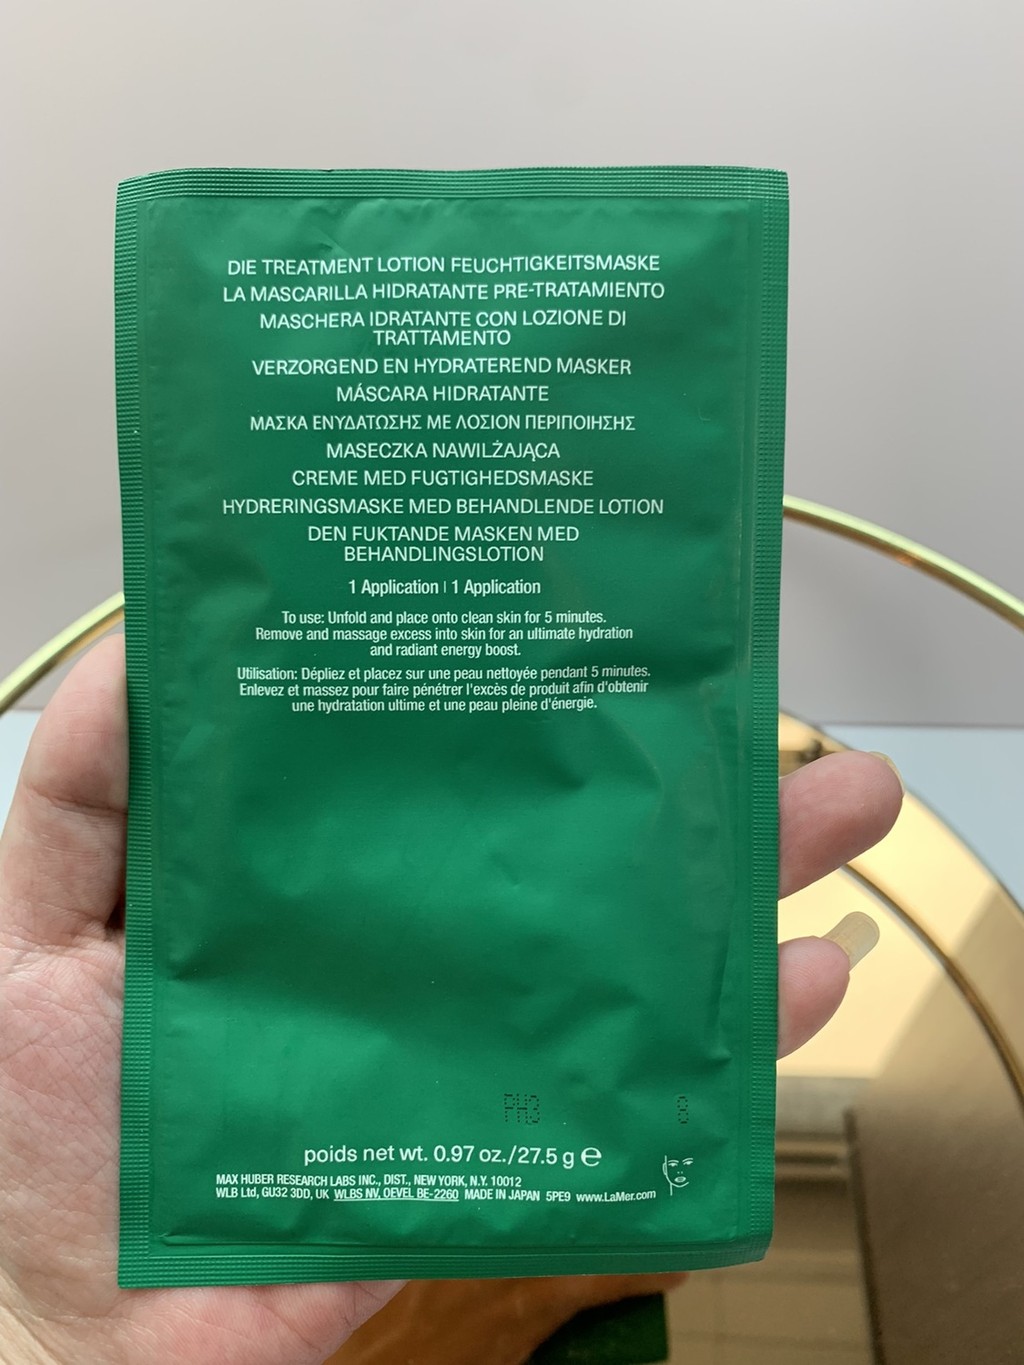 DIE TREATMENT LOTION FEUCHTIGKEITSMASKE
LA MASCARILLA HIDRATANTE PRE-TRATAMIENTO
MASCHERA IDRATANTE CON LOZIONE DI
TRATTAMENTO
VERZORGEND EN HYDRATEREND MASKER
MÁSCARA HIDRATANTE
ΜΑΣΚΑ ΕΝΥΔΑΤΩΣΗΣ ΜΕ ΛΟΣΙΟΝ ΠΕΡΙΠΟΙΗΣΗΣ
MASECZKA NAWILŻAJĄCA
CREME MED FUGTIGHEDSMASKE
HYDRERINGSMASKE MED BEHANDLENDE LOTION
DEN FUKTANDE MASKEN MED
BEHANDLINGSLOTION
1 Application | 1 Application
To use: Unfold and place onto clean skin for 5 minutes.
Remove and massage excess into skin for an ultimate hydration
and radiant energy boost.
Utilisation: Dépliez et placez sur une peau nettoyée pendant 5 minutes.
Enlevez et massez pour faire pénétrer l'excès de produit afin d'obtenir
une hydratation ultime et une peau pleine d'énergie.
PH3 8
poids net wt. 0.97 oz./27.5 g ℮
MAX HUBER RESEARCH LABS INC., DIST., NEW YORK, N.Y. 10012
WLB Ltd, GU32 3DD, UK WLBS NV, OEVEL BE-2260 MADE IN JAPAN 5PE9 www.LaMer.com